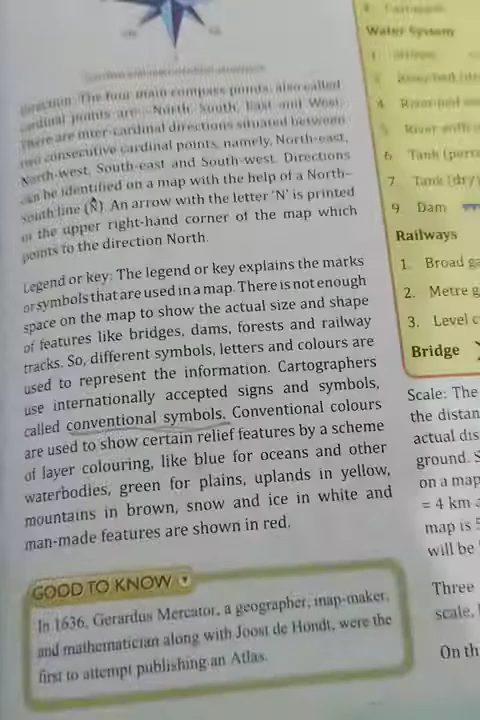 direction. The four main compass points, also called
cardinal points are - North, South, East and West.
There are inter-cardinal directions situated between
two consecutive cardinal points, namely, North-east,
North-west, South-east and South-west. Directions
can be identified on a map with the help of a North–
south line (N). An arrow with the letter 'N' is printed
in the upper right-hand corner of the map which
points to the direction North.
Legend or key: The legend or key explains the marks
or symbols that are used in a map. There is not enough
space on the map to show the actual size and shape
of features like bridges, dams, forests and railway
tracks. So, different symbols, letters and colours are
used to represent the information. Cartographers
use internationally accepted signs and symbols,
called conventional symbols. Conventional colours
are used to show certain relief features by a scheme
of layer colouring, like blue for oceans and other
waterbodies, green for plains, uplands in yellow,
mountains in brown, snow and ice in white and
man-made features are shown in red.
GOOD TO KNOW
In 1636, Gerardus Mercator, a geographer, map-maker,
and mathematician along with Joost de Hondt, were the
first to attempt publishing an Atlas.
Water System
5. River with
6. Tank
7. Tank (dry)
9. Dam
Railways
1. Broad
2. Metre
3. Level
Bridge
Scale: The
the
actual
ground.
on a map
= 4 km
map is
will be
Three
scale,
On